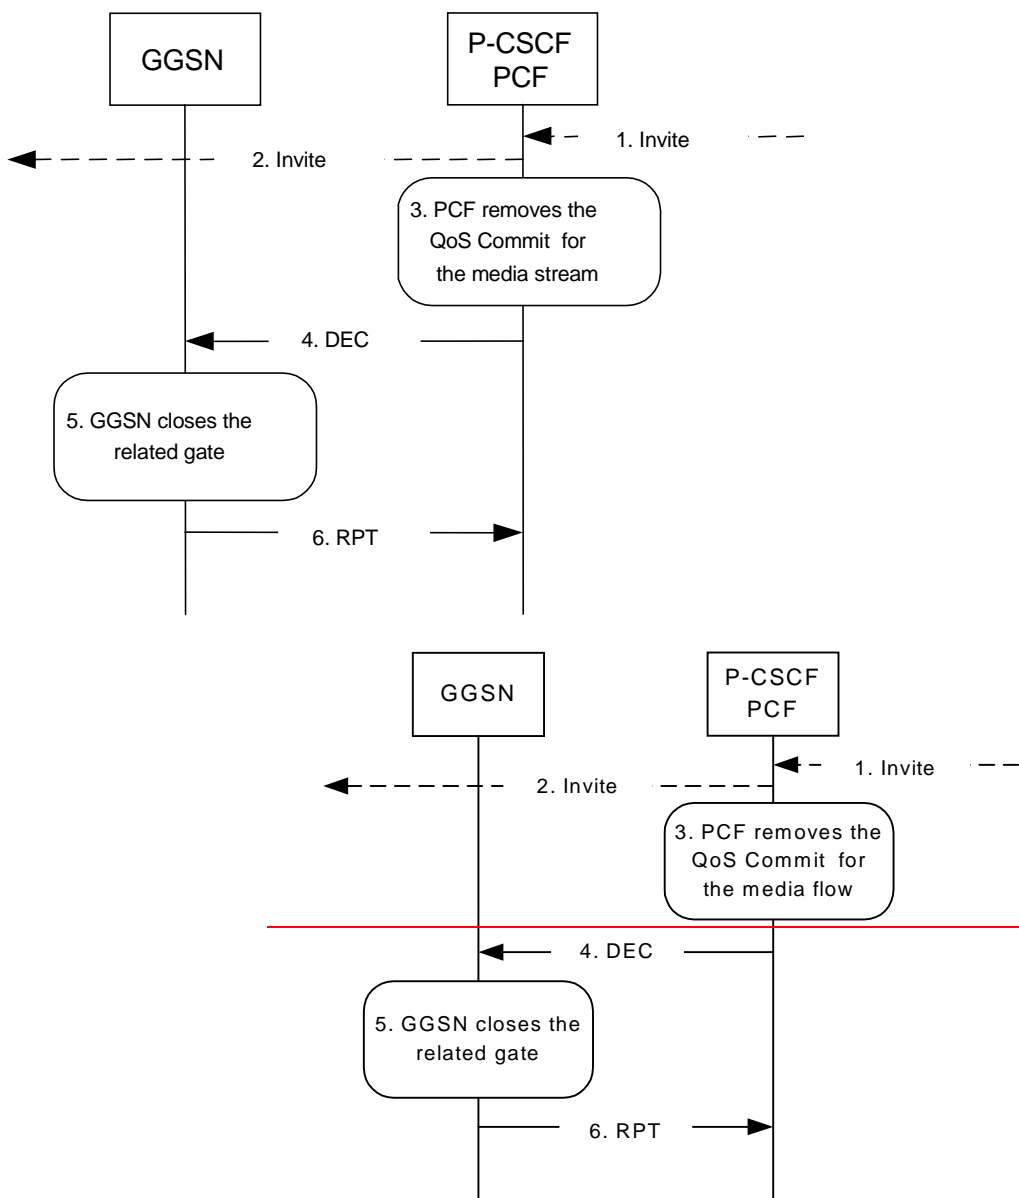 GGSN
P-CSCF
PCF
1. Invite
2. Invite
3. PCF removes the
QoS Commit for
the media stream
4. DEC
5. GGSN closes the
related gate
6. RPT
GGSN
P-CSCF
PCF
1. Invite
2. Invite
3. PCF removes the
QoS Commit for
the media flow
4. DEC
5. GGSN closes the
related gate
6. RPT